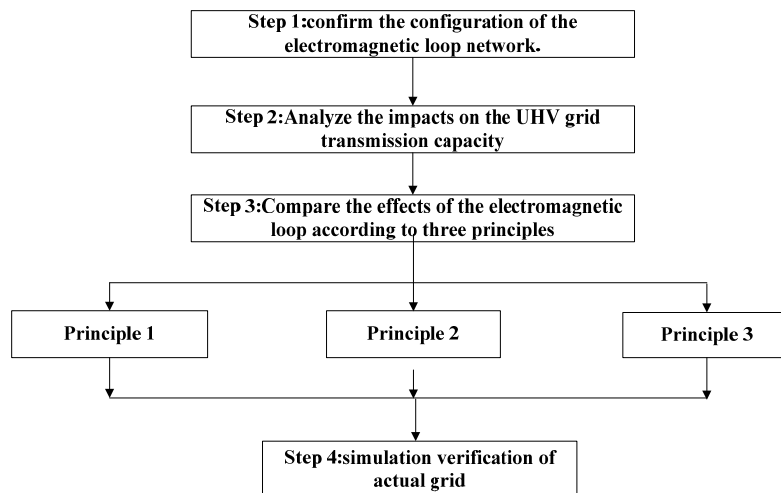 Step 1:confirm the configuration of the
electromagnetic loop network.
Step 2:Analyze the impacts on the UHV grid
transmission capacity
Step 3:Compare the effects of the electromagnetic
loop according to three principles
Principle 1
Principle 2
Principle 3
Step 4:simulation verification of
actual grid